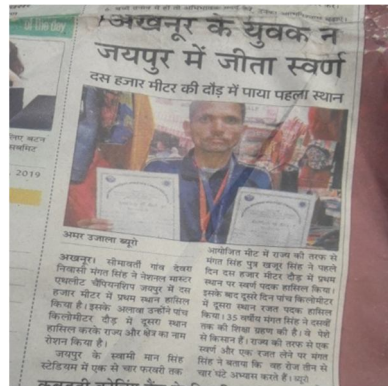 of the day
अखनूर के युवक न
जयपुर में जीता स्वर्ण
दस हजार मीटर की दौड़ में पाया पहला स्थान
2019
अमर उजाला ब्यूरो
अखनूर। सीमावर्ती गांव देवरा
निवासी मंगत सिंह ने नेशनल मास्टर
एथलीट चैंपियनशिप जयपुर में दस
हजार मीटर में प्रथम स्थान हासिल
किया है। इसके अलावा उन्होंने पांच
किलोमीटर दौड़ में दूसरा स्थान
हासिल करके राज्य और क्षेत्र का नाम
रोशन किया है।
जयपुर के स्वामी मान सिंह
स्टेडियम में एक से चार फरवरी तक
आयोजित मीट में राज्य की तरफ से
मंगत सिंह पुत्र खजूर सिंह ने पहले
दिन दस हजार मीटर दौड़ में प्रथम
स्थान पर स्वर्ण पदक हासिल किया।
इसके बाद दूसरे दिन पांच किलोमीटर
में दूसरा स्थान रजत पदक हासिल
किया। 35 वर्षीय मंगत सिंह ने दसवीं
तक की शिक्षा ग्रहण की है। वे पेशे
से किसान हैं। राज्य की तरफ से एक
स्वर्ण और एक रजत लेने पर मंगत
सिंह ने बताया कि वह रोज तीन से
चार घंटे अभ्यास करते हैं। ब्यूरो